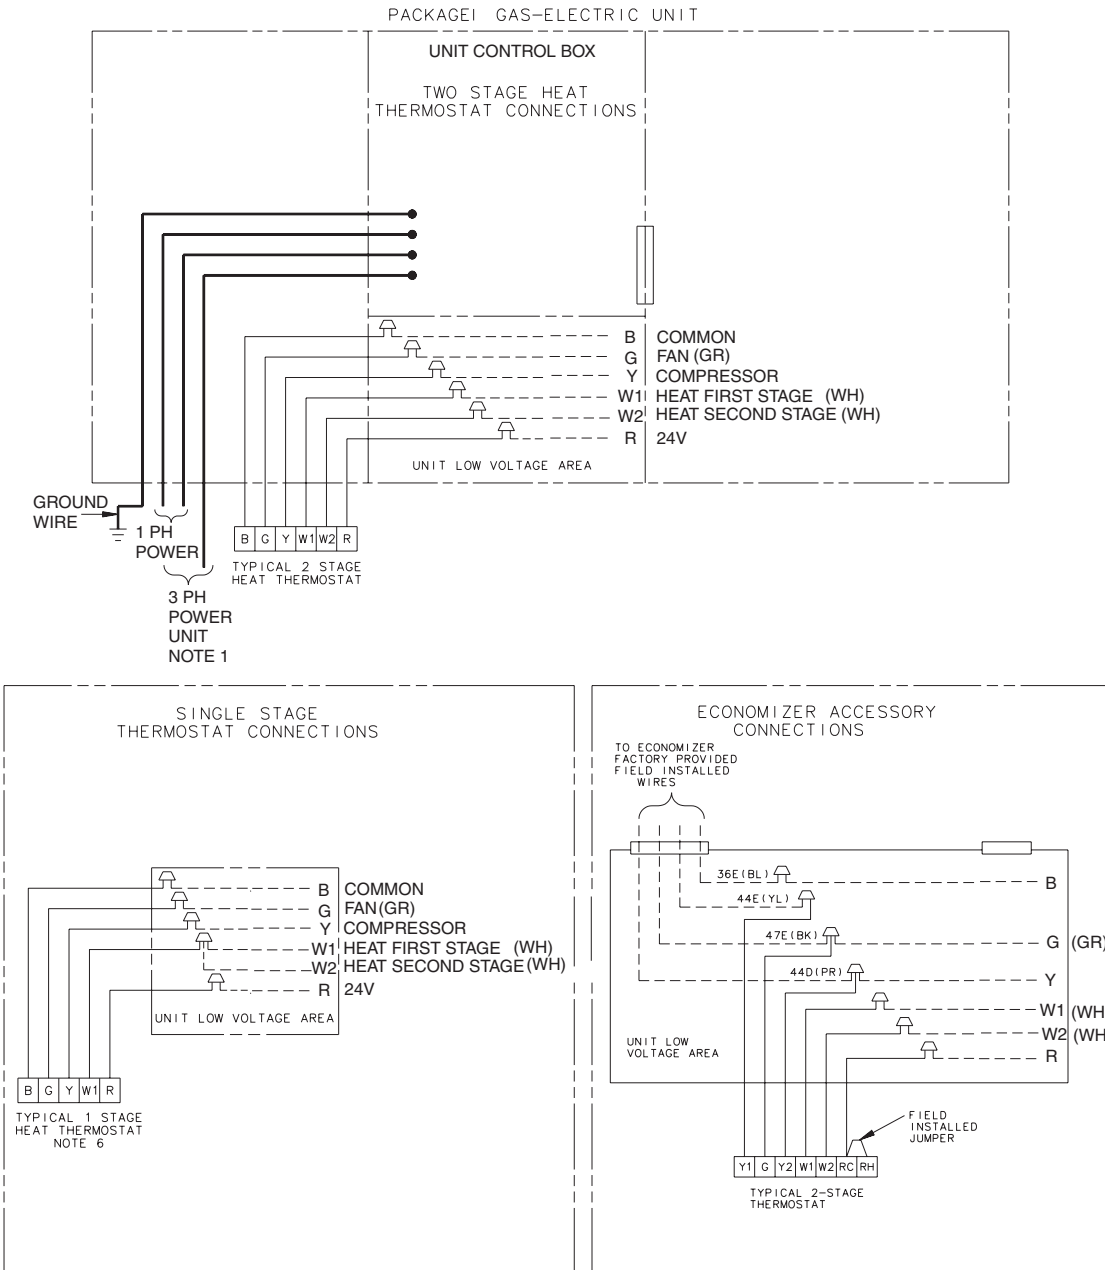 PACKAGEI GAS-ELECTRIC UNIT
UNIT CONTROL BOX
TWO STAGE HEAT
THERMOSTAT CONNECTIONS
B COMMON
G FAN (GR)
Y COMPRESSOR
W1 HEAT FIRST STAGE (WH)
W2 HEAT SECOND STAGE (WH)
R 24V
UNIT LOW VOLTAGE AREA
GROUND
WIRE
1 PH
POWER
3 PH
POWER
UNIT
NOTE 1
B G Y W1 W2 R
TYPICAL 2 STAGE
HEAT THERMOSTAT
SINGLE STAGE
THERMOSTAT CONNECTIONS
B COMMON
G FAN(GR)
Y COMPRESSOR
W1 HEAT FIRST STAGE (WH)
W2 HEAT SECOND STAGE (WH)
R 24V
UNIT LOW VOLTAGE AREA
B G Y W1 R
TYPICAL 1 STAGE
HEAT THERMOSTAT
NOTE 6
ECONOMIZER ACCESSORY
CONNECTIONS
TO ECONOMIZER
FACTORY PROVIDED
FIELD INSTALLED
WIRES
36E(BL)
B
44E(YL)
47E(BK)
G (GR)
44D(PR)
Y
W1 (WH
W2 (WH
R
UNIT LOW
VOLTAGE AREA
FIELD
INSTALLED
JUMPER
Y1 G Y2 W1 W2 RC RH
TYPICAL 2-STAGE
THERMOSTAT